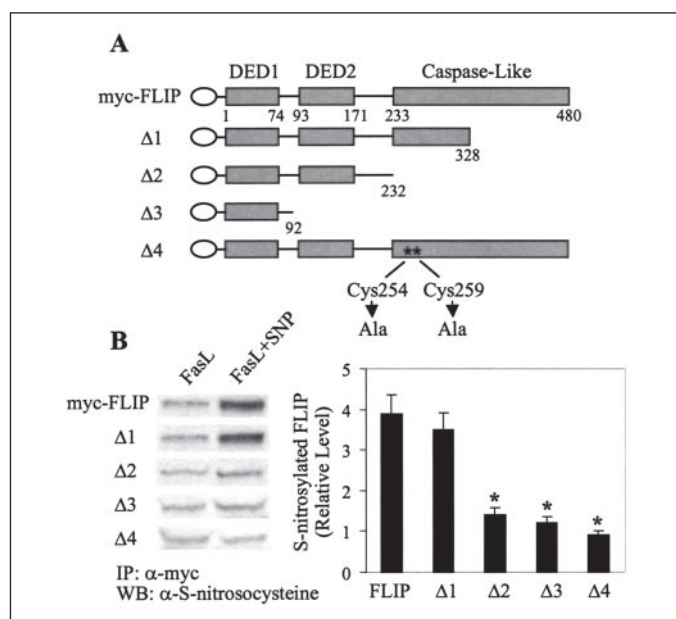 A
DED1 DED2 Caspase-Like
myc-FLIP
1 74 93 171 233 480
Δ1
328
Δ2
232
Δ3
92
Δ4
**
Cys254 Cys259
Ala Ala
B
FasL FasL+SNP
myc-FLIP
Δ1
Δ2
Δ3
Δ4
IP: α-myc
WB: α-S-nitrosocysteine
S-nitrosylated FLIP
(Relative Level)
5
4
3
2
1
0
* * *
FLIP Δ1 Δ2 Δ3 Δ4